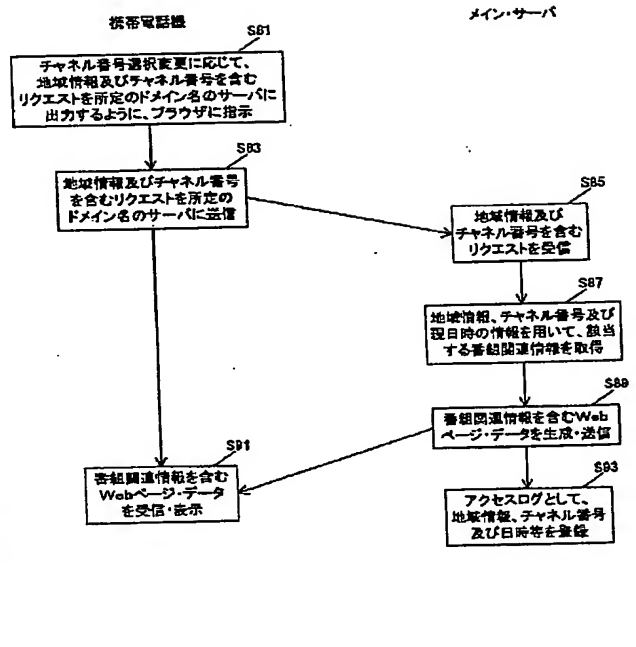 携帯電話機
メイン・サーバ
S81
チャネル番号選択変更に応じて、
地域情報及びチャネル番号を含む
リクエストを所定のドメイン名のサーバに
出力するように、ブラウザに指示
S83
地域情報及びチャネル番号
を含むリクエストを所定の
ドメイン名のサーバに送信
S85
地域情報及び
チャネル番号を含む
リクエストを受信
S87
地域情報、チャネル番号及び
現日時の情報を用いて、該当
する番組関連情報を取得
S89
番組関連情報を含むWeb
ページ・データを生成・送信
S91
番組関連情報を含む
Webページ・データ
を受信・表示
S93
アクセスログとして、
地域情報、チャネル番号
及び日時等を登録